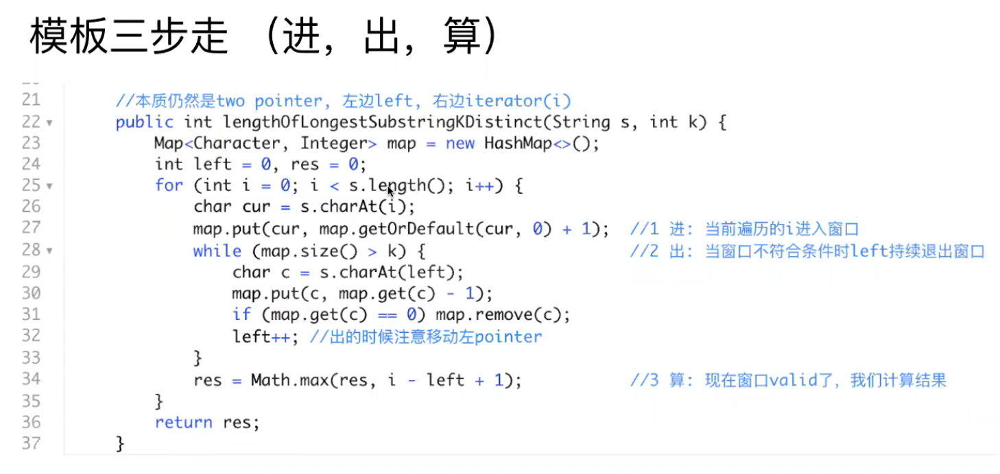 模板三步走 （进，出，算）
21 //本质仍然是two pointer, 左边left, 右边iterator(i)
22 public int lengthOfLongestSubstringKDistinct(String s, int k) {
23 Map<Character, Integer> map = new HashMap<>();
24 int left = 0, res = 0;
25 for (int i = 0; i < s.length(); i++) {
26 char cur = s.charAt(i);
27 map.put(cur, map.getOrDefault(cur, 0) + 1); //1 进: 当前遍历的i进入窗口
28 while (map.size() > k) { //2 出: 当窗口不符合条件时left持续退出窗口
29 char c = s.charAt(left);
30 map.put(c, map.get(c) - 1);
31 if (map.get(c) == 0) map.remove(c);
32 left++; //出的时候注意移动左pointer
33 }
34 res = Math.max(res, i - left + 1); //3 算: 现在窗口valid了, 我们计算结果
35 }
36 return res;
37 }